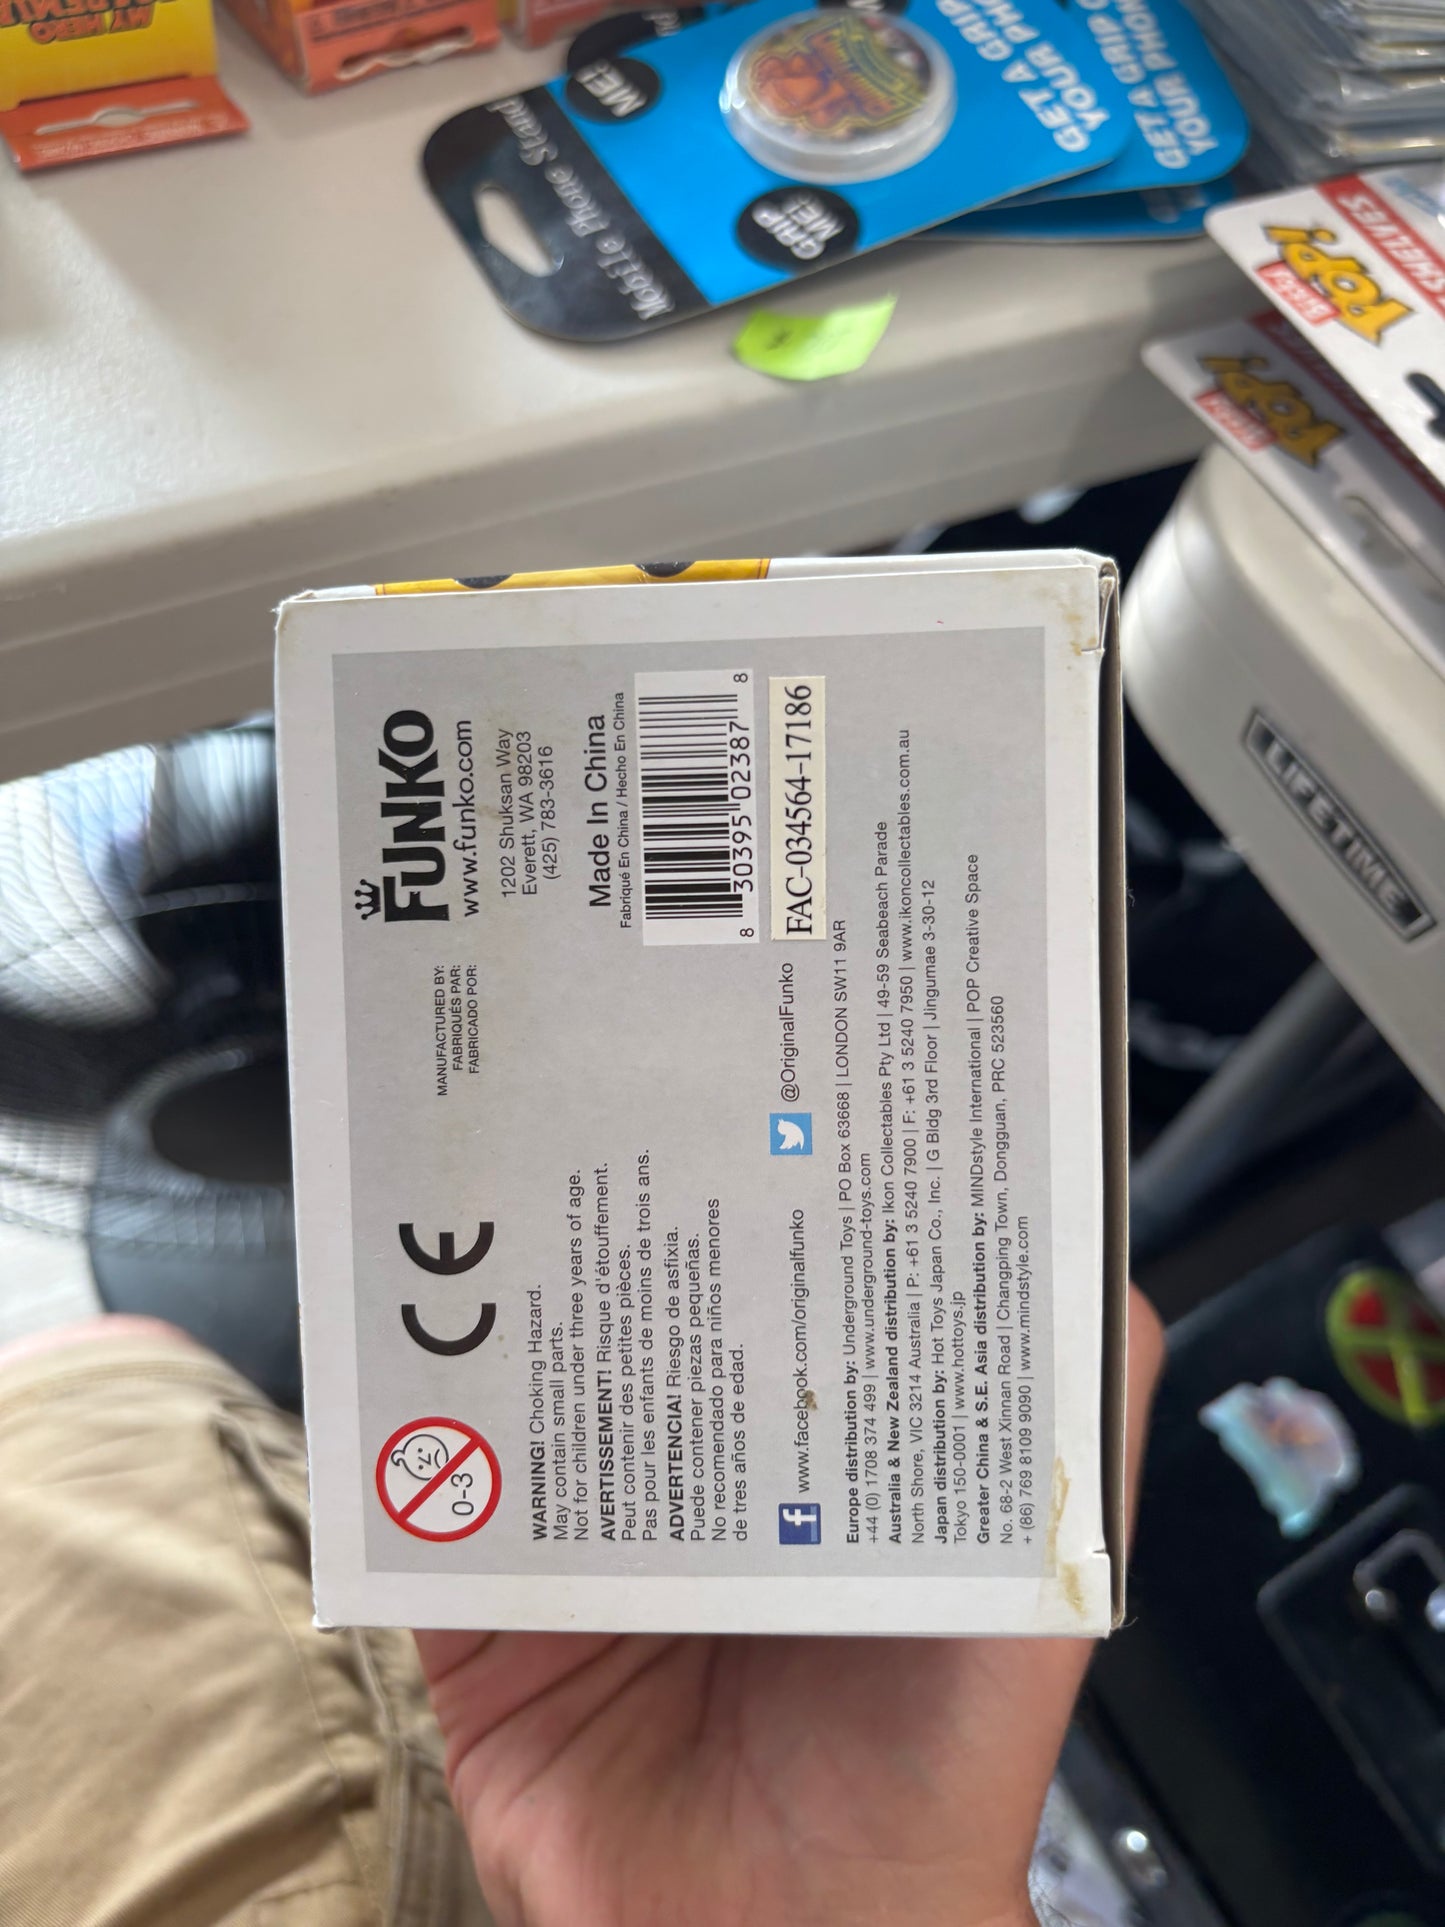 0-3
CE
WARNING! Choking Hazard.
May contain small parts.
Not for children under three years of age.
AVERTISSEMENT! Risque d'étouffement.
Peut contenir des petites pièces.
Pas pour les enfants de moins de trois ans.
ADVERTENCIA! Riesgo de asfixia.
Puede contener piezas pequeñas.
No recomendado para niños menores
de tres años de edad.
MANUFACTURED BY:
FABRIQUÉS PAR:
FABRICADO POR:
FUNKO
www.funko.com
1202 Shuksan Way
Everett, WA 98203
(425) 783-3616
Made In China
Fabriqué En China / Hecho En China
8 30395 02387 8
FAC-034564-17186
f www.facebook.com/originalfunko
@OriginalFunko
Europe distribution by: Underground Toys | PO Box 63668 | LONDON SW11 9AR
+44 (0) 1708 374 499 | www.underground-toys.com
Australia & New Zealand distribution by: Ikon Collectables Pty Ltd | 49-59 Seabeach Parade
North Shore, VIC 3214 Australia | P: +61 3 5240 7900 | F: +61 3 5240 7950 | www.ikoncollectables.com.au
Japan distribution by: Hot Toys Japan Co., Inc. | G Bldg 3rd Floor | Jingumae 3-30-12
Tokyo 150-0001 | www.hottoys.jp
Greater China & S.E. Asia distribution by: MINDstyle International | POP Creative Space
No. 68-2 West Xinnan Road | Changping Town, Dongguan, PRC 523560
+ (86) 769 8109 9090 | www.mindstyle.com
MY HERO
Mobile Phone Stand
ME!
GRIP
ME!
GET A GRIP
YOUR PHO
GET A GRIP O
YOUR PHON
POP!
SHELVES
POP!
LIFETIME